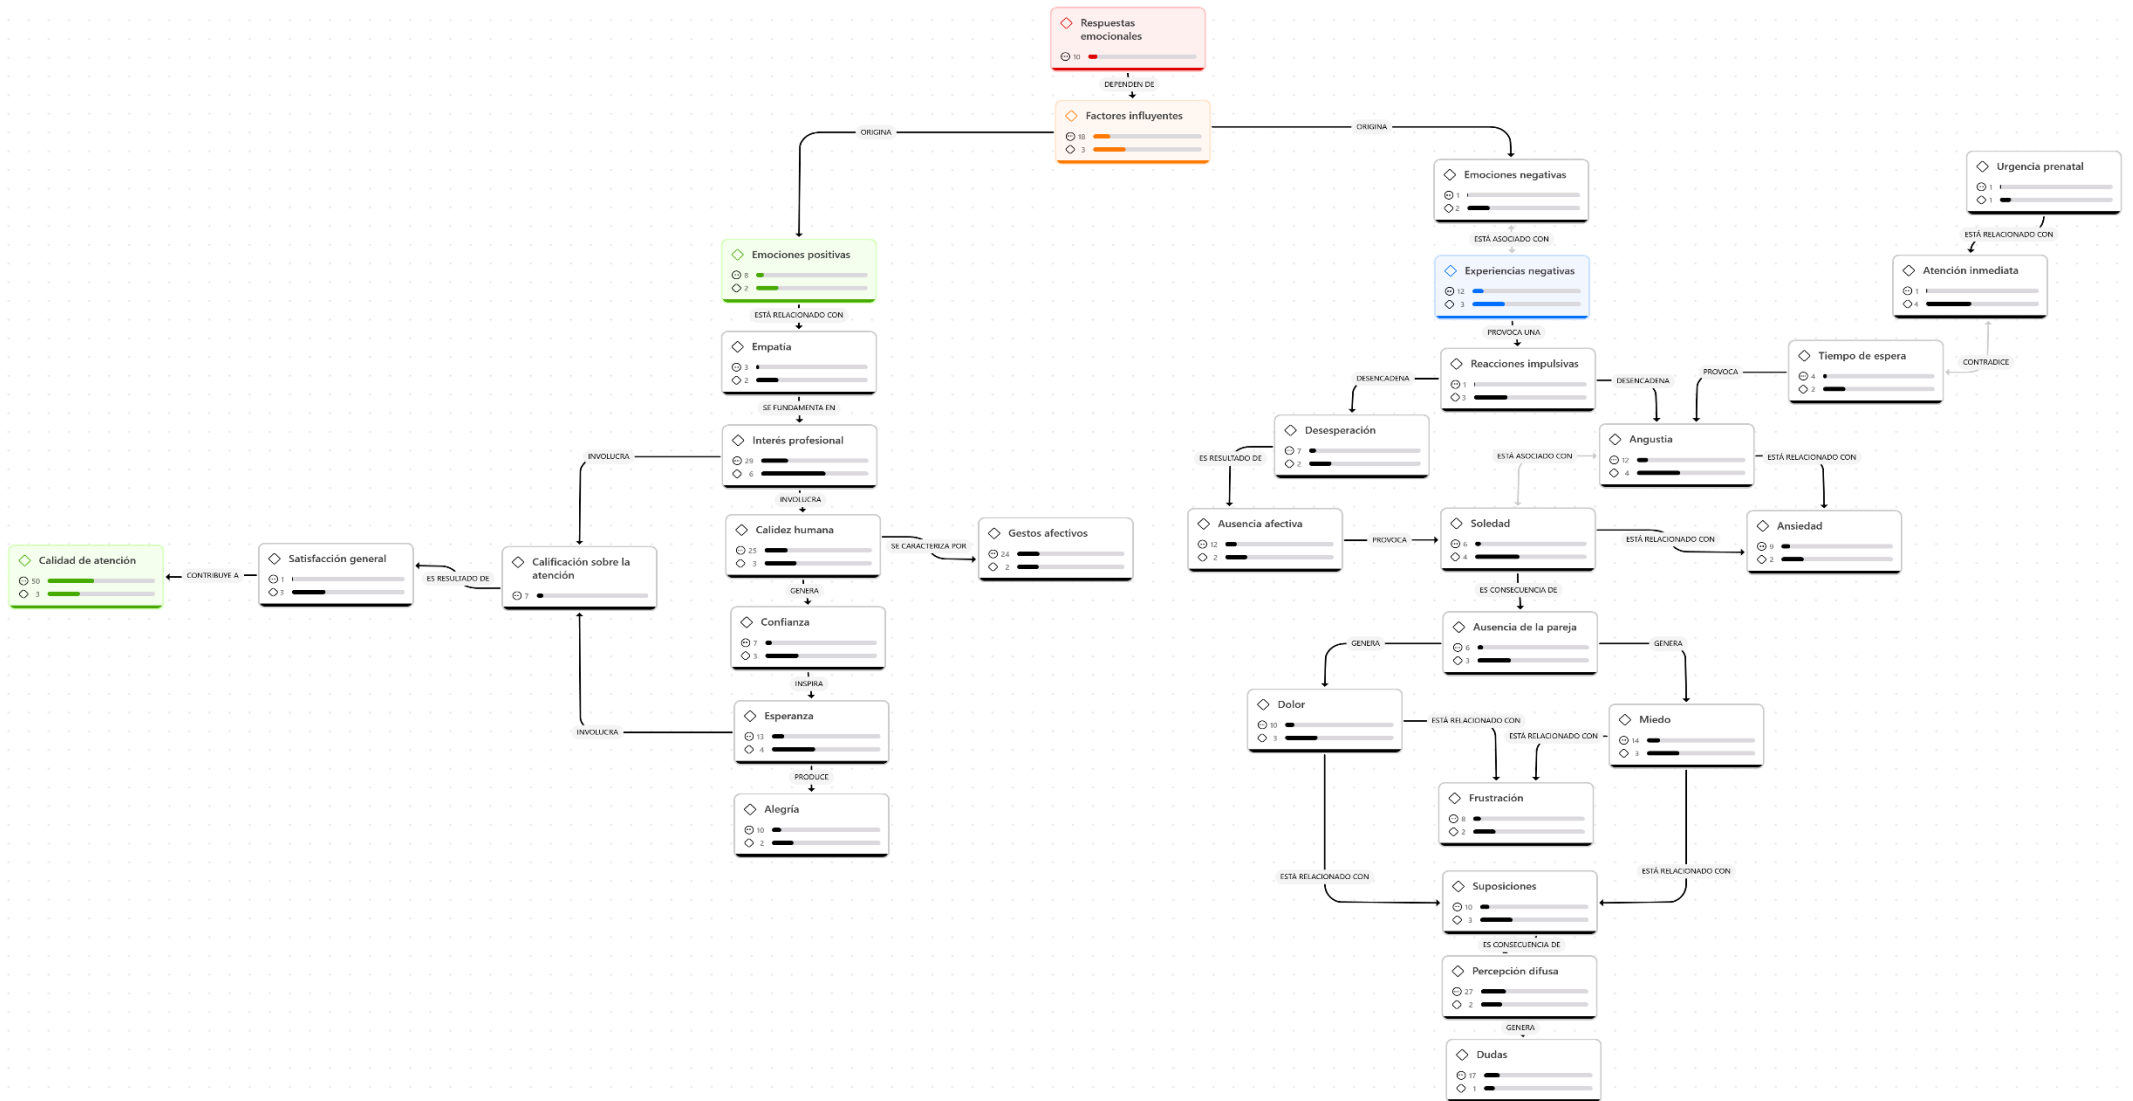 Respuestas
emocionales
10
DEPENDEN DE
Factores influyentes
18
3
ORIGINA
ORIGINA
Emociones positivas
8
2
ESTÁ RELACIONADO CON
Empatía
3
2
SE FUNDAMENTA EN
Interés profesional
29
6
INVOLUCRA
INVOLUCRA
Calidez humana
25
3
SE CARACTERIZA POR
Gestos afectivos
24
2
GENERA
Confianza
7
3
INSPIRA
Esperanza
13
4
INVOLUCRA
PRODUCE
Alegría
10
2
Calificación sobre la
atención
7
ES RESULTADO DE
Satisfacción general
1
3
CONTRIBUYE A
Calidad de atención
50
3
Emociones negativas
1
2
ESTÁ ASOCIADO CON
Experiencias negativas
12
3
PROVOCA UNA
Reacciones impulsivas
1
3
DESENCADENA
DESENCADENA
Urgencia prenatal
1
1
ESTÁ RELACIONADO CON
Atención inmediata
1
4
CONTRADICE
Tiempo de espera
4
2
PROVOCA
Desesperación
7
2
ES RESULTADO DE
Angustia
12
4
ESTÁ ASOCIADO CON
ESTÁ RELACIONADO CON
Ausencia afectiva
12
2
PROVOCA
Soledad
6
4
ESTÁ RELACIONADO CON
Ansiedad
9
2
ES CONSECUENCIA DE
Ausencia de la pareja
6
3
GENERA
GENERA
Dolor
10
3
ESTÁ RELACIONADO CON
Miedo
14
3
ESTÁ RELACIONADO CON
Frustración
8
2
ESTÁ RELACIONADO CON
ESTÁ RELACIONADO CON
Suposiciones
10
3
ES CONSECUENCIA DE
Percepción difusa
27
2
GENERA
Dudas
17
1